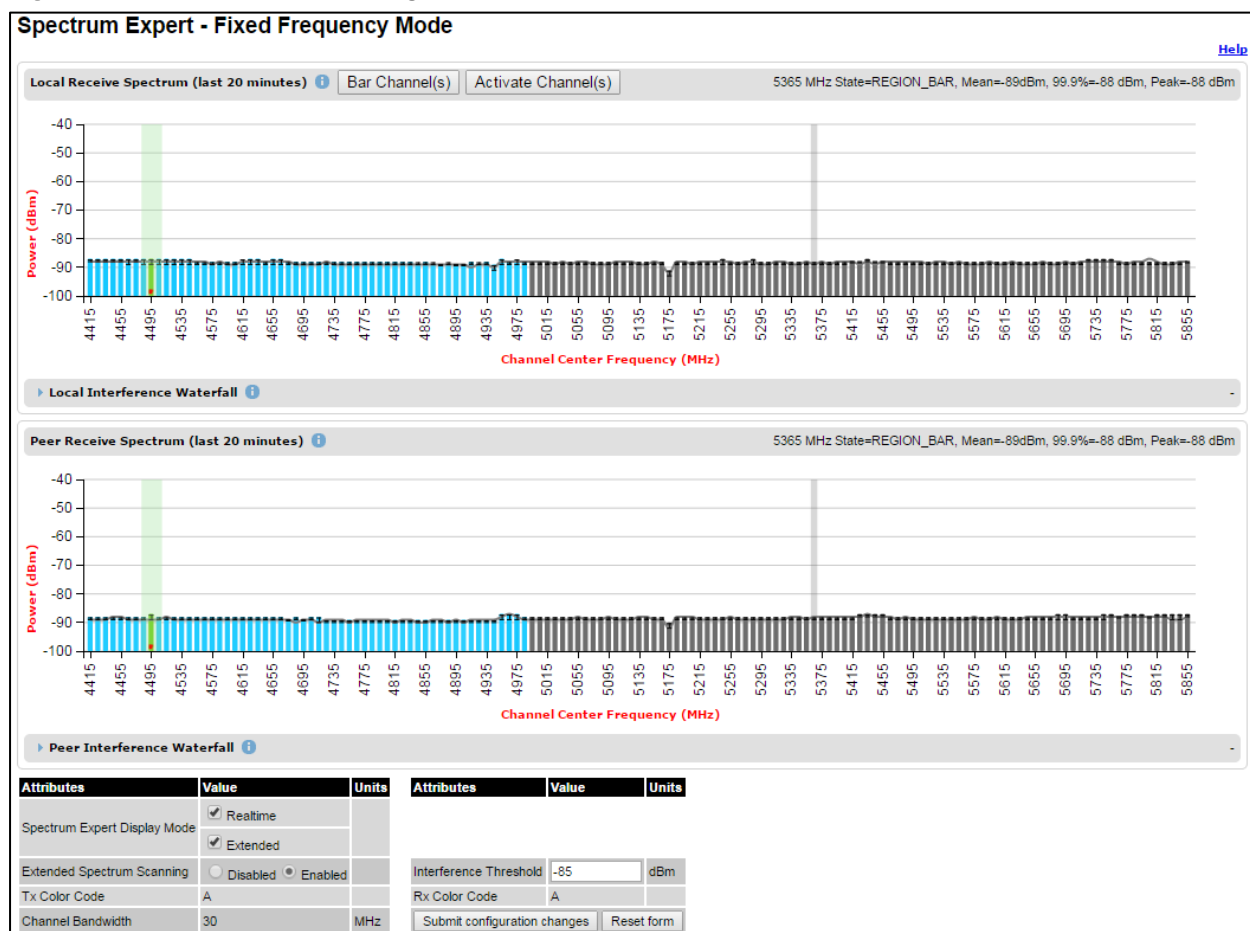 Spectrum Expert - Fixed Frequency Mode
Help
Local Receive Spectrum (last 20 minutes) i Bar Channel(s) Activate Channel(s) 5365 MHz State=REGION_BAR, Mean=-89dBm, 99.9%=-88 dBm, Peak=-88 dBm
Power (dBm)
-40
-50
-60
-70
-80
-90
-100
4415 4455 4495 4535 4575 4615 4655 4695 4735 4775 4815 4855 4895 4935 4975 5015 5055 5095 5135 5175 5215 5255 5295 5335 5375 5415 5455 5495 5535 5575 5615 5655 5695 5735 5775 5815 5855
Channel Center Frequency (MHz)
Local Interference Waterfall i -
Peer Receive Spectrum (last 20 minutes) i 5365 MHz State=REGION_BAR, Mean=-89dBm, 99.9%=-88 dBm, Peak=-88 dBm
Power (dBm)
-40
-50
-60
-70
-80
-90
-100
4415 4455 4495 4535 4575 4615 4655 4695 4735 4775 4815 4855 4895 4935 4975 5015 5055 5095 5135 5175 5215 5255 5295 5335 5375 5415 5455 5495 5535 5575 5615 5655 5695 5735 5775 5815 5855
Channel Center Frequency (MHz)
Peer Interference Waterfall i -
Attributes Value Units Attributes Value Units
Spectrum Expert Display Mode Realtime
Extended
Extended Spectrum Scanning Disabled Enabled Interference Threshold -85 dBm
Tx Color Code A Rx Color Code A
Channel Bandwidth 30 MHz Submit configuration changes Reset form